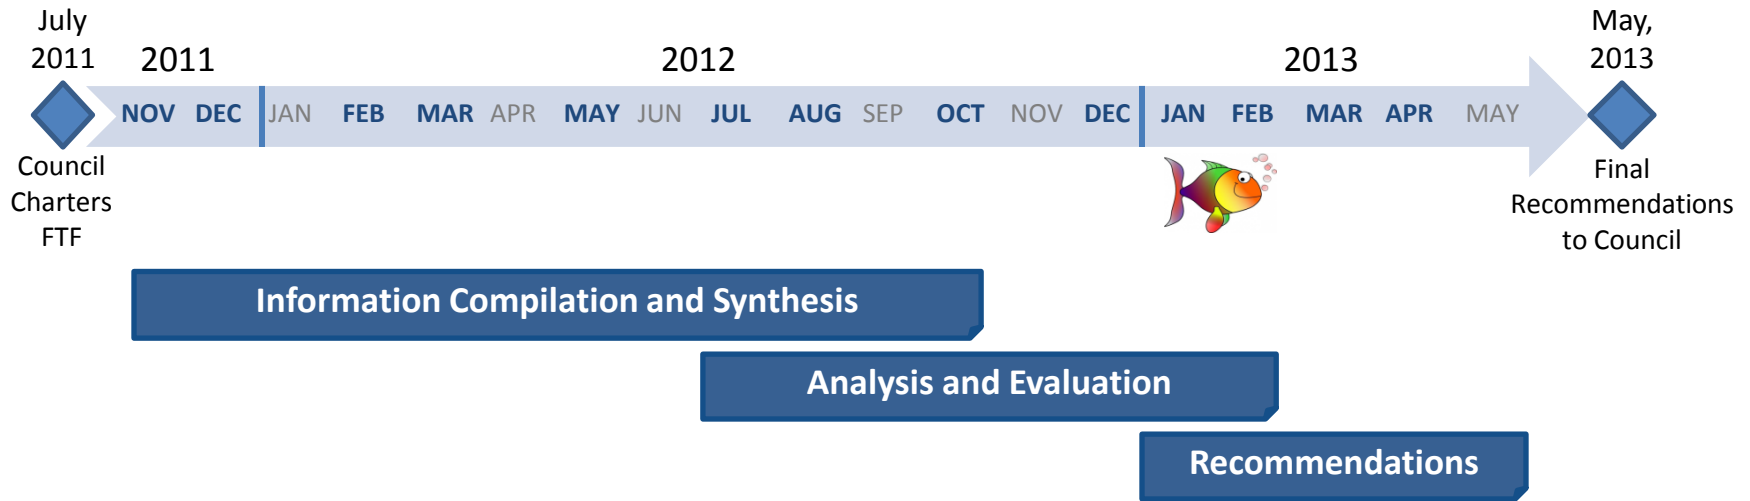 July
2011
2011
2012
2013
May,
2013
NOV DEC JAN FEB MAR APR MAY JUN JUL AUG SEP OCT NOV DEC JAN FEB MAR APR MAY
Council
Charters
FTF
Final
Recommendations
to Council
Information Compilation and Synthesis
Analysis and Evaluation
Recommendations